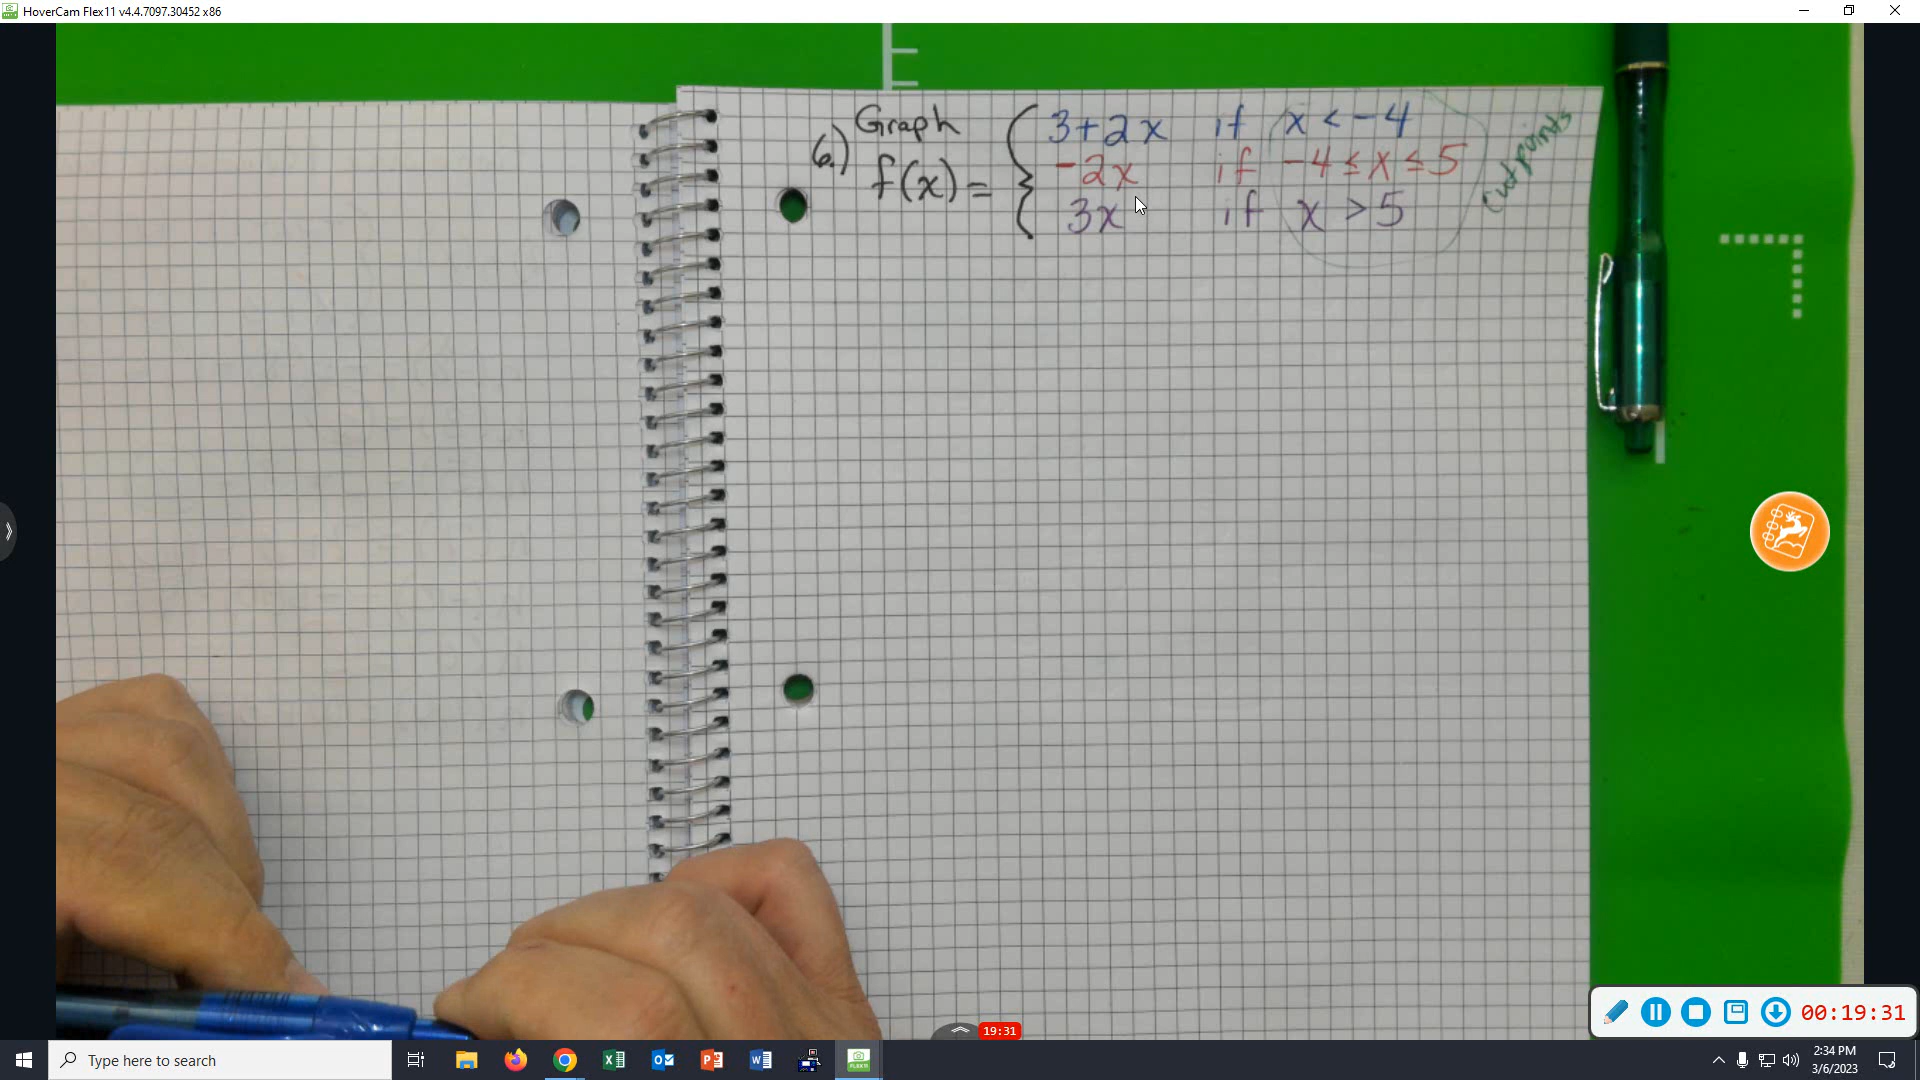 HoverCam Flex11 v4.4.7097.30452 x86
Graph
6.) f(x) = { 3+2x if x < -4
-2x if -4 ≤ x ≤ 5
3x if x > 5
cut points
00:19:31
19:31
Type here to search
2:34 PM
3/6/2023